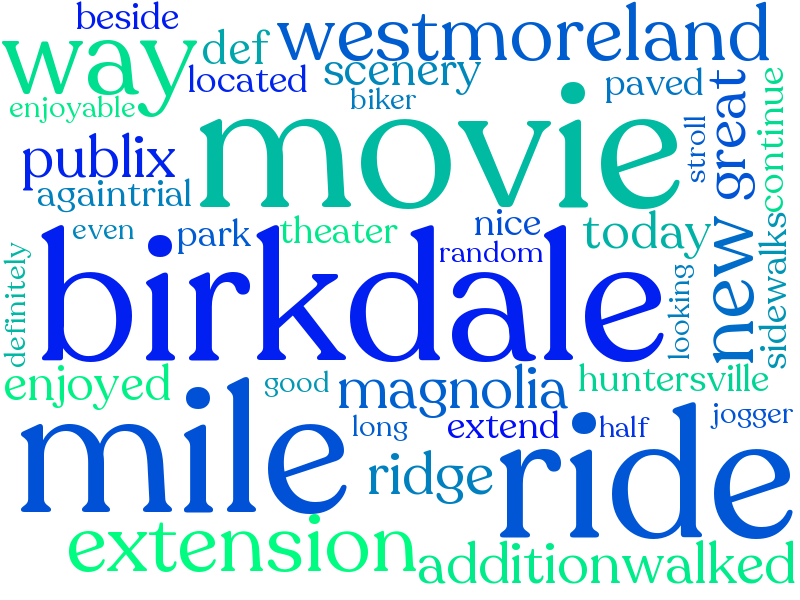 beside
way
def
westmoreland
located
scenery
enjoyable
biker
paved
great
continue
publix
movie
stroll
againtrial
even
park
theater
nice
today
random
new
sidewalks
definitely
birkdale
looking
enjoyed
mile
good
magnolia
huntersville
long
extend
half
jogger
ridge
ride
extension
additionwalked